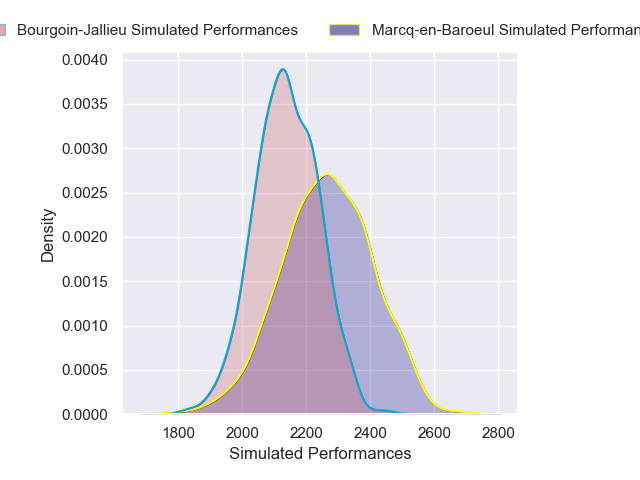 Bourgoin-Jallieu Simulated Performances
Marcq-en-Baroeul Simulated
0.0040
0.0035
0.0030
0.0025
0.0020
0.0015
0.0010
0.0005
0.0000
Density
1800 2000 2200 2400 2600 2800
Simulated Performances